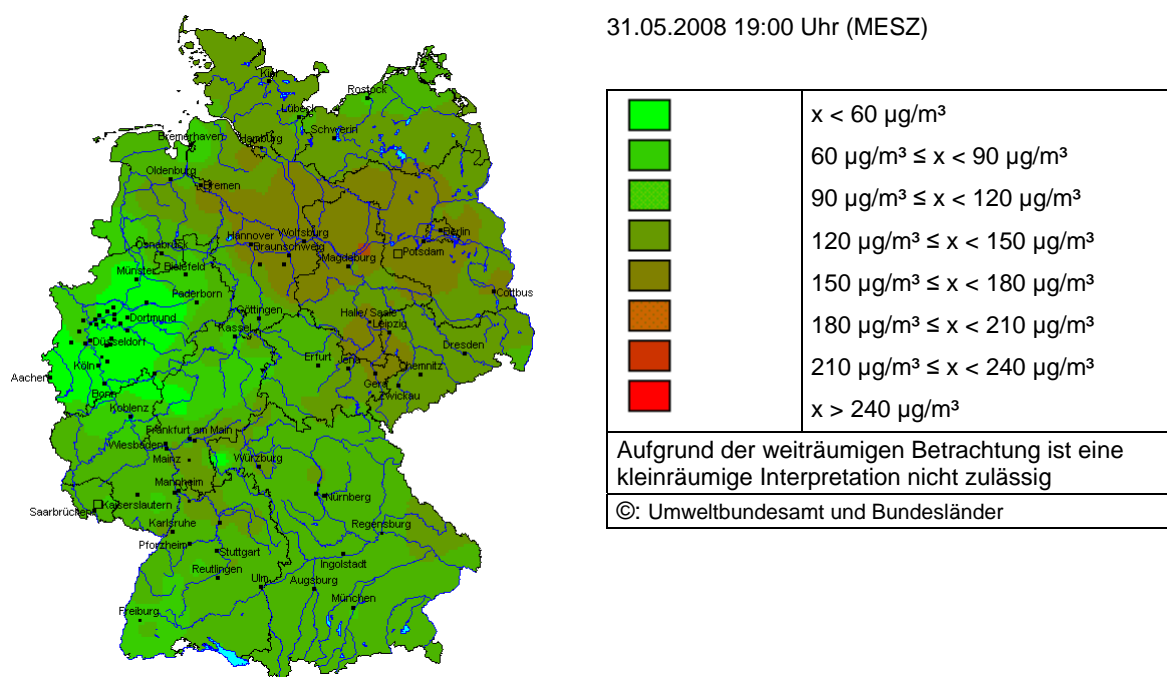 31.05.2008 19:00 Uhr (MESZ)
x < 60 µg/m³
60 µg/m³ ≤ x < 90 µg/m³
90 µg/m³ ≤ x < 120 µg/m³
120 µg/m³ ≤ x < 150 µg/m³
150 µg/m³ ≤ x < 180 µg/m³
180 µg/m³ ≤ x < 210 µg/m³
210 µg/m³ ≤ x < 240 µg/m³
x > 240 µg/m³
Aufgrund der weiträumigen Betrachtung ist eine
kleinräumige Interpretation nicht zulässig
©: Umweltbundesamt und Bundesländer
Kiel
Rostock
Lübeck
Schwerin
Bremerhaven
Hamburg
Oldenburg
Bremen
Berlin
Hannover
Wolfsburg
Braunschweig
Osnabrück
Potsdam
Magdeburg
Bielefeld
Münster
Cottbus
Paderborn
Göttingen
Dortmund
Halle/ Saale
Kassel
Leipzig
Düsseldorf
Dresden
Erfurt
Jena
Köln
Chemnitz
Aachen
Gera
Zwickau
Bonn
Koblenz
Frankfurt am Main
Wiesbaden
Mainz
Würzburg
Mannheim
Nürnberg
Kaiserslautern
Saarbrücken
Karlsruhe
Regensburg
Pforzheim
Stuttgart
Ingolstadt
Reutlingen
Ulm
Augsburg
München
Freiburg